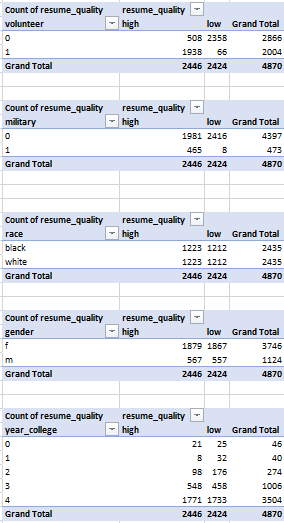 Count of resume_quality resume_quality
volunteer high low Grand Total
0 508 2358 2866
1 1938 66 2004
Grand Total 2446 2424 4870
Count of resume_quality resume_quality
military high low Grand Total
0 1981 2416 4397
1 465 8 473
Grand Total 2446 2424 4870
Count of resume_quality resume_quality
race high low Grand Total
black 1223 1212 2435
white 1223 1212 2435
Grand Total 2446 2424 4870
Count of resume_quality resume_quality
gender high low Grand Total
f 1879 1867 3746
m 567 557 1124
Grand Total 2446 2424 4870
Count of resume_quality resume_quality
year_college high low Grand Total
0 21 25 46
1 8 32 40
2 98 176 274
3 548 458 1006
4 1771 1733 3504
Grand Total 2446 2424 4870